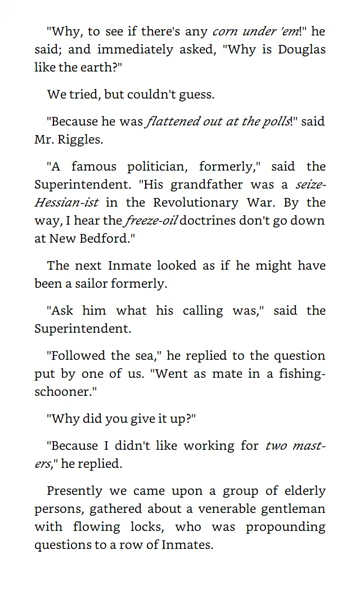 "Why, to see if there's any corn under 'em!" he
said; and immediately asked, "Why is Douglas
like the earth?"
We tried, but couldn't guess.
"Because he was flattened out at the polls!" said
Mr. Riggles.
"A famous politician, formerly," said the
Superintendent. "His grandfather was a seize-
Hessian-ist in the Revolutionary War. By the
way, I hear the freeze-oil doctrines don't go down
at New Bedford."
The next Inmate looked as if he might have
been a sailor formerly.
"Ask him what his calling was," said the
Superintendent.
"Followed the sea," he replied to the question
put by one of us. "Went as mate in a fishing-
schooner."
"Why did you give it up?"
"Because I didn't like working for two mast-
ers," he replied.
Presently we came upon a group of elderly
persons, gathered about a venerable gentleman
with flowing locks, who was propounding
questions to a row of Inmates.